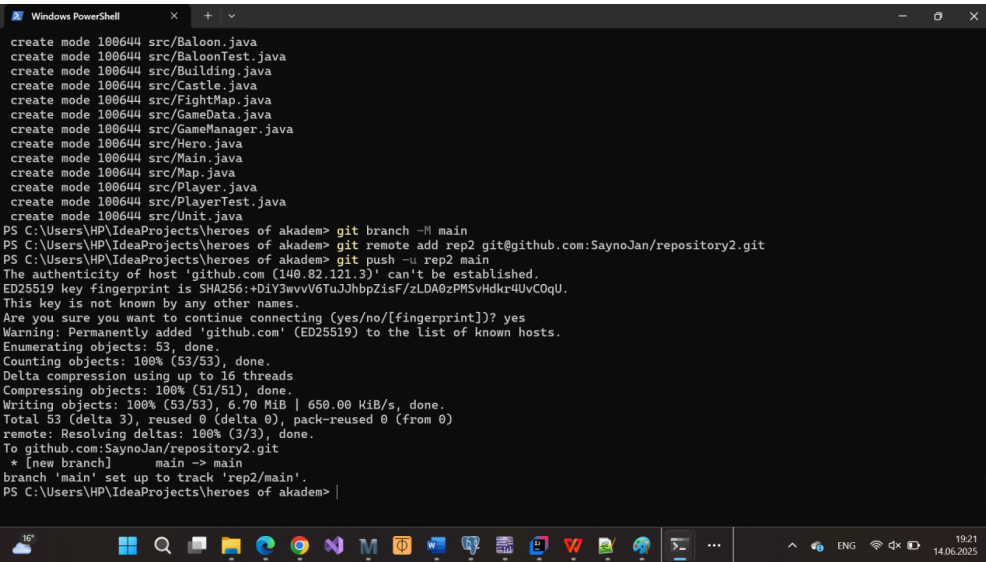 Windows PowerShell
create mode 100644 src/Baloon.java
create mode 100644 src/BaloonTest.java
create mode 100644 src/Building.java
create mode 100644 src/Castle.java
create mode 100644 src/FightMap.java
create mode 100644 src/GameData.java
create mode 100644 src/GameManager.java
create mode 100644 src/Hero.java
create mode 100644 src/Main.java
create mode 100644 src/Map.java
create mode 100644 src/Player.java
create mode 100644 src/PlayerTest.java
create mode 100644 src/Unit.java
PS C:\Users\HP\IdeaProjects\heroes of akadem> git branch -M main
PS C:\Users\HP\IdeaProjects\heroes of akadem> git remote add rep2 git@github.com:SaynoJan/repository2.git
PS C:\Users\HP\IdeaProjects\heroes of akadem> git push -u rep2 main
The authenticity of host 'github.com (140.82.121.3)' can't be established.
ED25519 key fingerprint is SHA256:+DiY3wvvV6TuJJhbpZisF/zLDA0zPMSvHdkr4UvCOqU.
This key is not known by any other names.
Are you sure you want to continue connecting (yes/no/[fingerprint])? yes
Warning: Permanently added 'github.com' (ED25519) to the list of known hosts.
Enumerating objects: 53, done.
Counting objects: 100% (53/53), done.
Delta compression using up to 16 threads
Compressing objects: 100% (51/51), done.
Writing objects: 100% (53/53), 6.70 MiB | 650.00 KiB/s, done.
Total 53 (delta 3), reused 0 (delta 0), pack-reused 0 (from 0)
remote: Resolving deltas: 100% (3/3), done.
To github.com:SaynoJan/repository2.git
 * [new branch]      main -> main
branch 'main' set up to track 'rep2/main'.
PS C:\Users\HP\IdeaProjects\heroes of akadem>
16°
ENG
19:21
14.06.2025